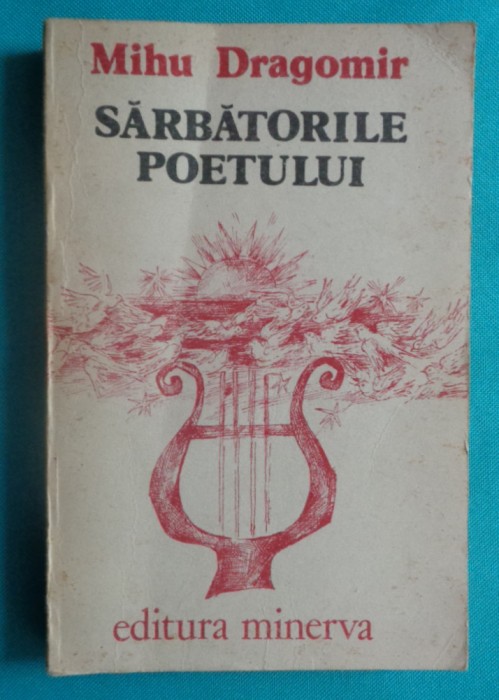 Mihu Dragomir
SĂRBĂTORILE
POETULUI
editura minerva